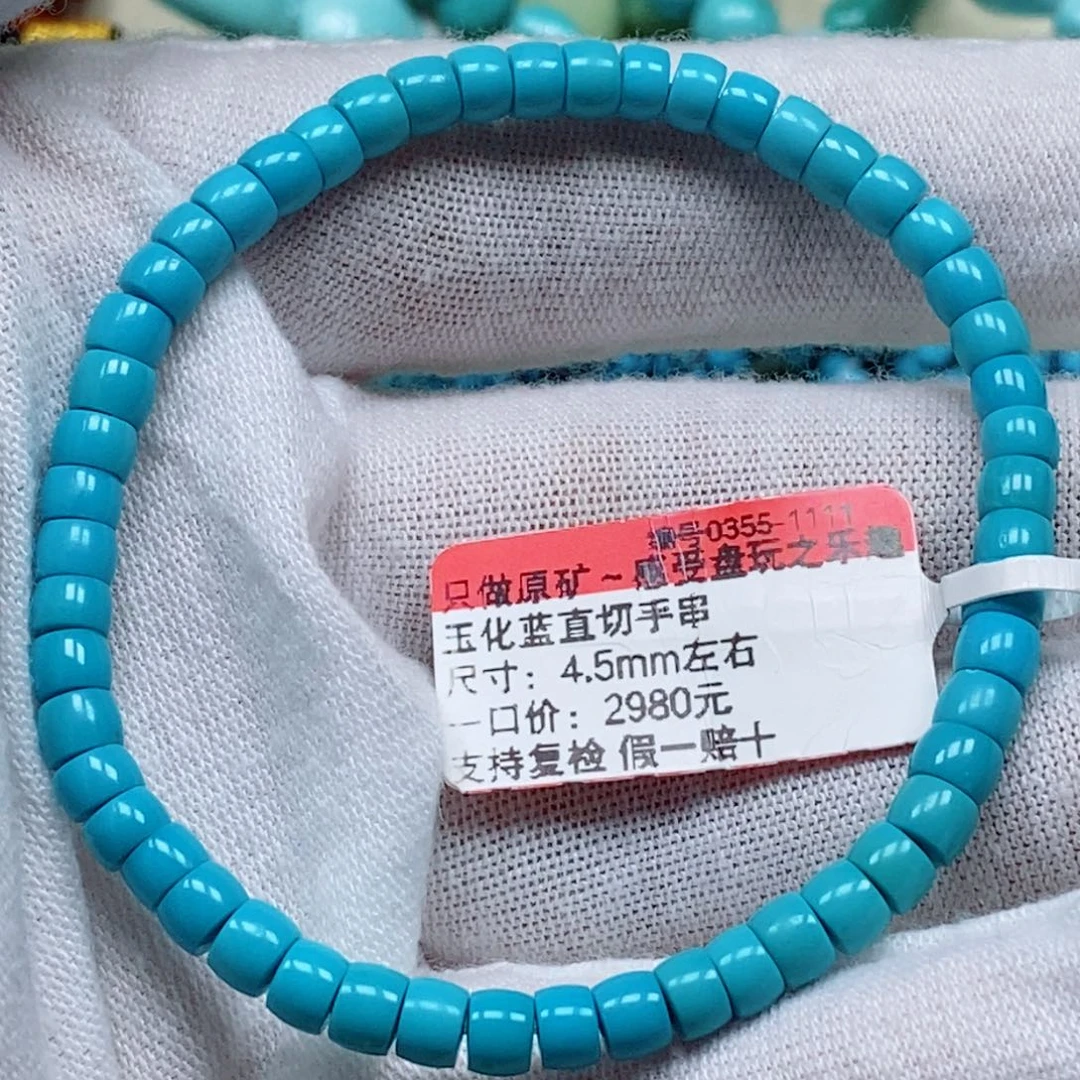 编号0355-1111
只做原矿~感受盘玩之乐趣
玉化蓝直切手串
尺寸：4.5mm左右
一口价：2980元
支持复检 假一赔十